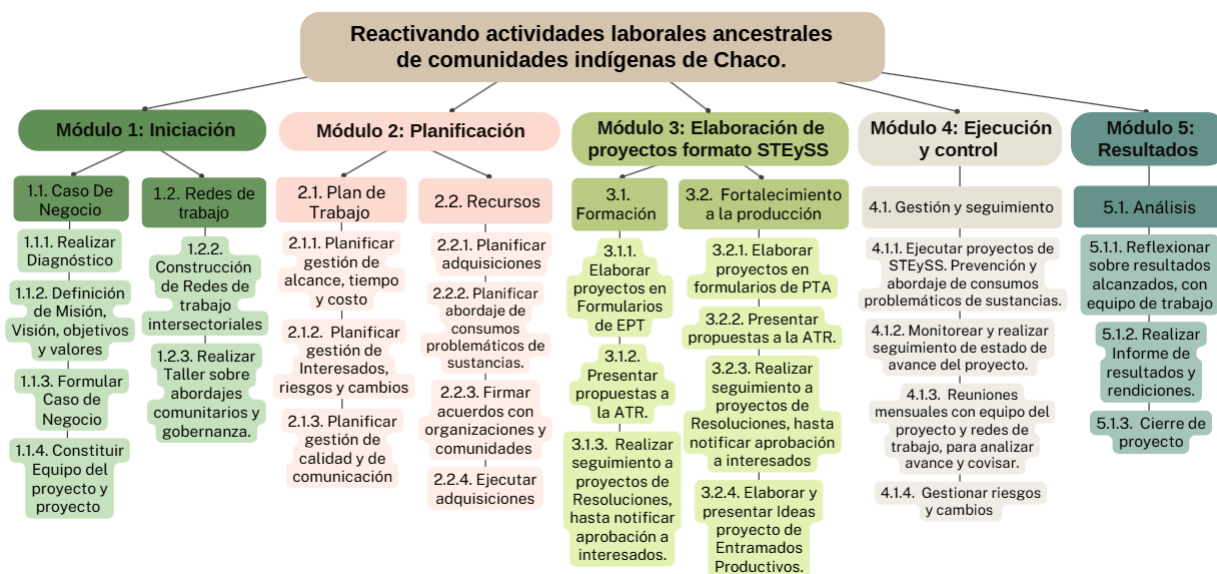 Reactivando actividades laborales ancestrales
de comunidades indígenas de Chaco.
Módulo 1: Iniciación
1.1. Caso De
Negocio
1.1.1. Realizar
Diagnóstico
1.1.2. Definición
de Misión,
Visión, objetivos
y valores
1.1.3. Formular
Caso de
Negocio
1.1.4. Constituir
Equipo del
proyecto y
proyecto
1.2. Redes de
trabajo
1.2.2.
Construcción
de Redes de
trabajo
intersectoriales
1.2.3. Realizar
Taller sobre
abordajes
comunitarios y
gobernanza.
Módulo 2: Planificación
2.1. Plan de
Trabajo
2.1.1. Planificar
gestión de
alcance, tiempo
y costo
2.1.2. Planificar
gestión de
Interesados,
riesgos y cambios
2.1.3. Planificar
gestión de
calidad y de
comunicación
2.2. Recursos
2.2.1. Planificar
adquisiciones
2.2.2. Planificar
abordaje de
consumos
problemáticos de
sustancias.
2.2.3. Firmar
acuerdos con
organizaciones y
comunidades
2.2.4. Ejecutar
adquisiciones
Módulo 3: Elaboración de
proyectos formato STEySS
3.1.
Formación
3.1.1.
Elaborar
proyectos en
Formularios
de EPT
3.1.2.
Presentar
propuestas a
la ATR.
3.1.3. Realizar
seguimiento a
proyectos de
Resoluciones,
hasta notificar
aprobación a
interesados.
3.2. Fortalecimiento
a la producción
3.2.1. Elaborar
proyectos en
formularios de PTA
3.2.2. Presentar
propuestas a la ATR.
3.2.3. Realizar
seguimiento a
proyectos de
Resoluciones, hasta
notificar aprobación
a interesados
3.2.4. Elaborar y
presentar Ideas
proyecto de
Entramados
Productivos.
Módulo 4: Ejecución
y control
4.1. Gestión y seguimiento
4.1.1. Ejecutar proyectos de
STEySS. Prevención y
abordaje de consumos
problemáticos de sustancias.
4.1.2. Monitorear y realizar
seguimiento de estado de
avance del proyecto.
4.1.3. Reuniones
mensuales con equipo del
proyecto y redes de
trabajo, para analizar
avance y covisar.
4.1.4. Gestionar riesgos
y cambios
Módulo 5:
Resultados
5.1. Análisis
5.1.1. Reflexionar
sobre resultados
alcanzados, con
equipo de trabajo
5.1.2. Realizar
Informe de
resultados y
rendiciones.
5.1.3. Cierre de
proyecto